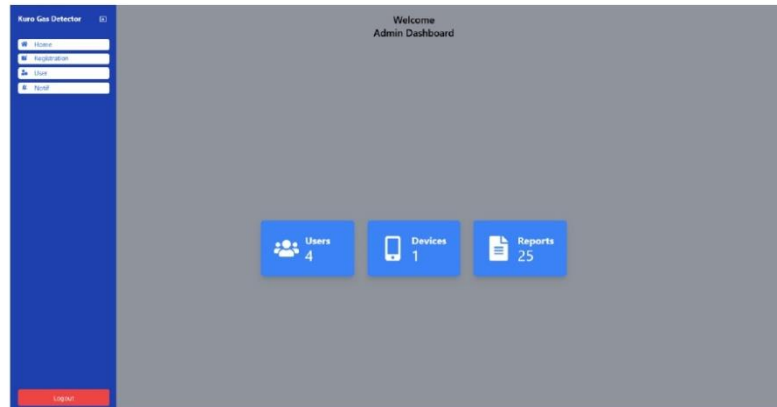 Kuro Gas Detector
Home
Registration
User
Notif
Logout
Welcome
Admin Dashboard
Users
4
Devices
1
Reports
25